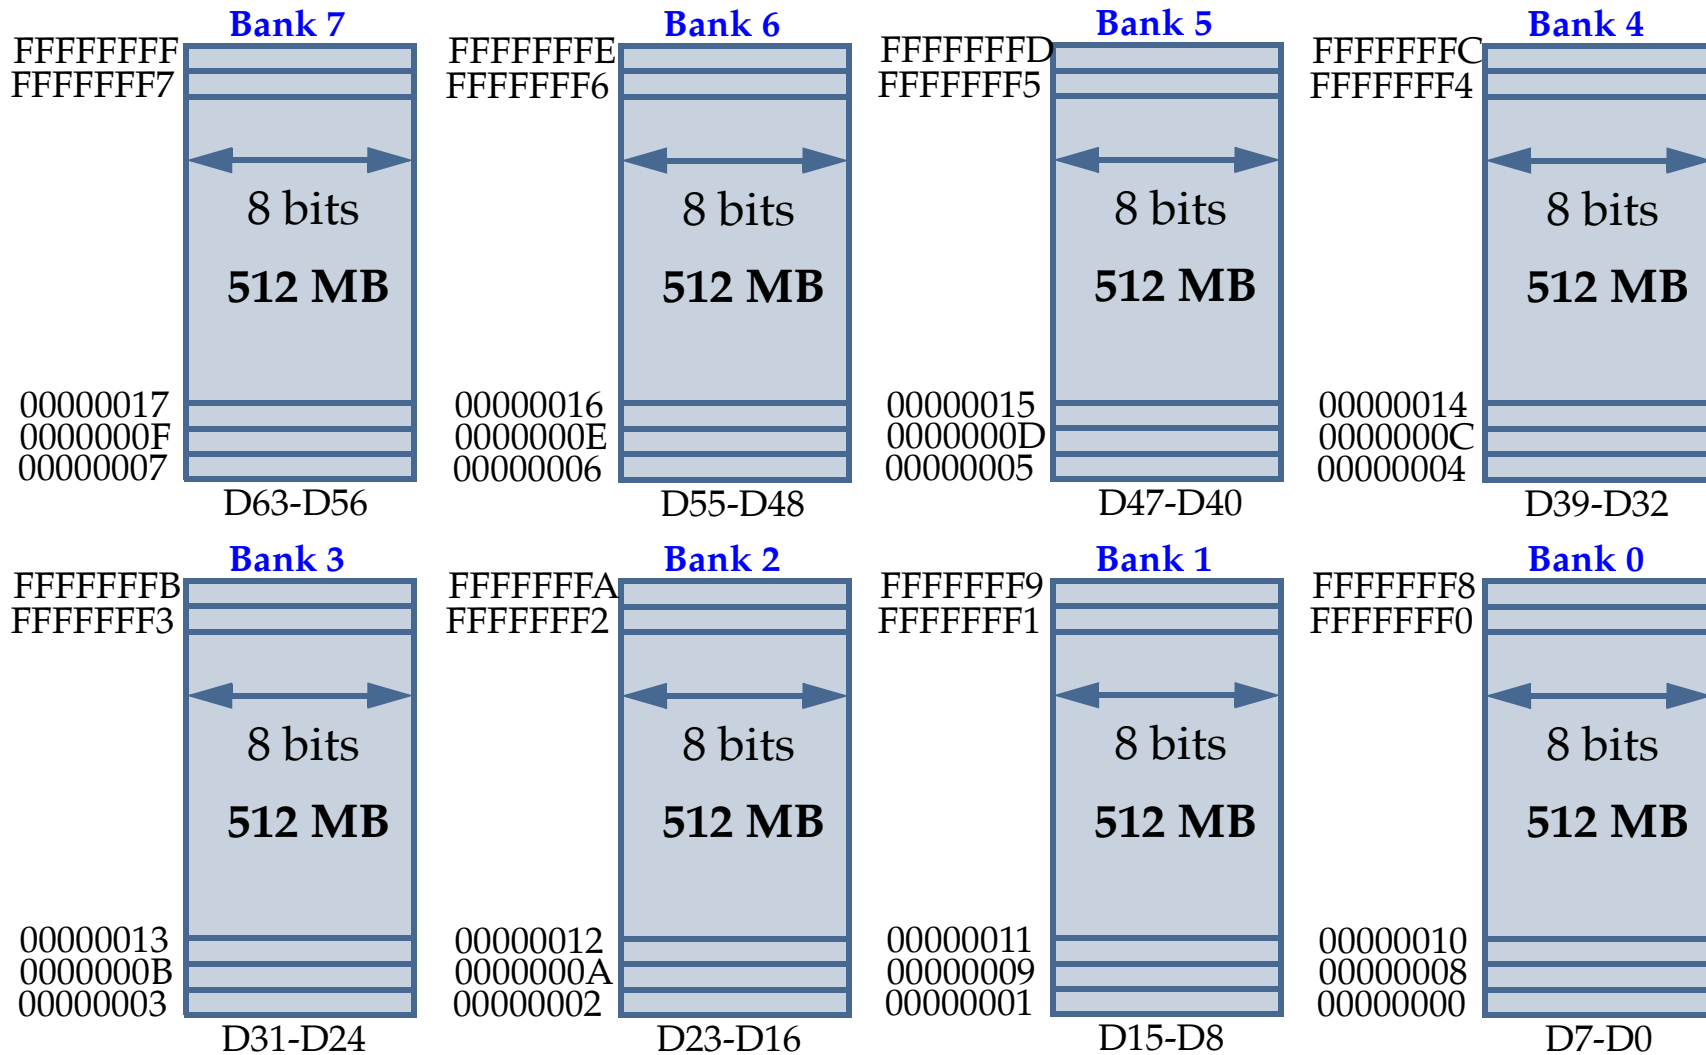 Bank 7 Bank 6 Bank 5 Bank 4
FFFFFFFF FFFFFFFE FFFFFFFD FFFFFFFC
FFFFFFF7 FFFFFFF6 FFFFFFF5 FFFFFFF4
8 bits 8 bits 8 bits 8 bits
512 MB 512 MB 512 MB 512 MB
00000017 00000016 00000015 00000014
0000000F 0000000E 0000000D 0000000C
00000007 00000006 00000005 00000004
D63-D56 D55-D48 D47-D40 D39-D32
Bank 3 Bank 2 Bank 1 Bank 0
FFFFFFFB FFFFFFFA FFFFFFF9 FFFFFFF8
FFFFFFF3 FFFFFFF2 FFFFFFF1 FFFFFFF0
8 bits 8 bits 8 bits 8 bits
512 MB 512 MB 512 MB 512 MB
00000013 00000012 00000011 00000010
0000000B 0000000A 00000009 00000008
00000003 00000002 00000001 00000000
D31-D24 D23-D16 D15-D8 D7-D0